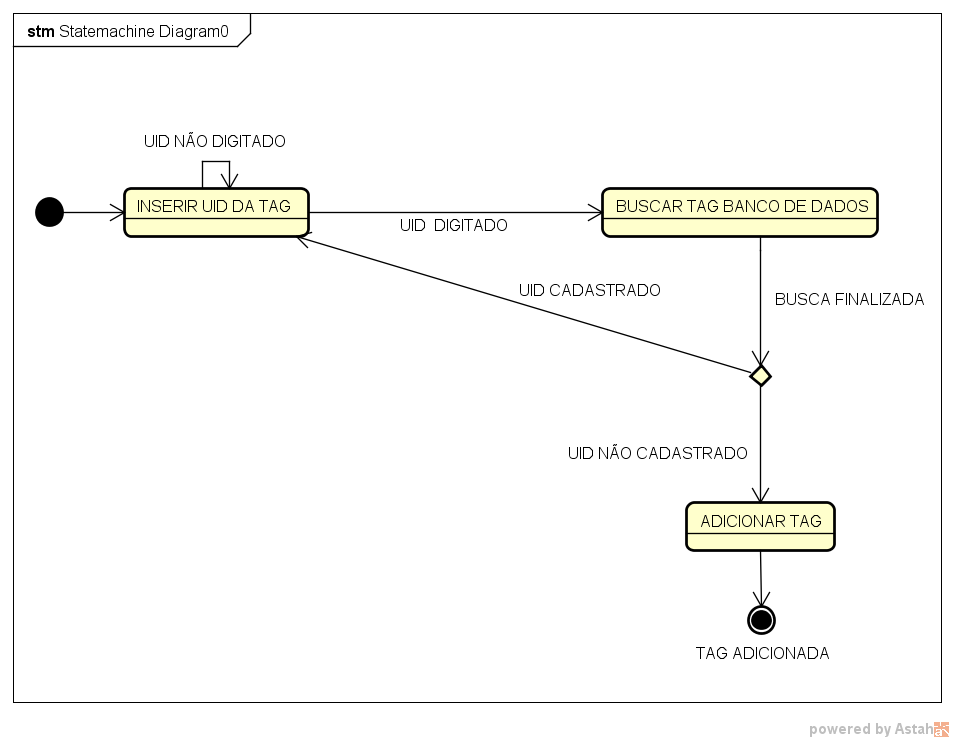 stm Statemachine Diagram0
UID NÃO DIGITADO
INSERIR UID DA TAG
BUSCAR TAG BANCO DE DADOS
UID  DIGITADO
UID CADASTRADO
BUSCA FINALIZADA
UID NÃO CADASTRADO
ADICIONAR TAG
TAG ADICIONADA
powered by Astah